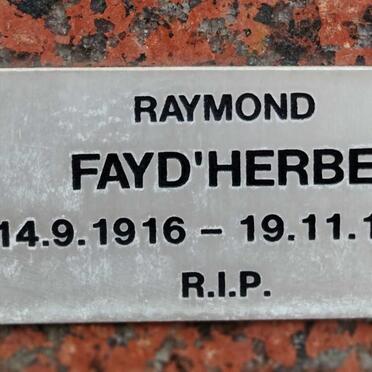 RAYMOND
FAYD'HERBE
14.9.1916 – 19.11.1
R.I.P.